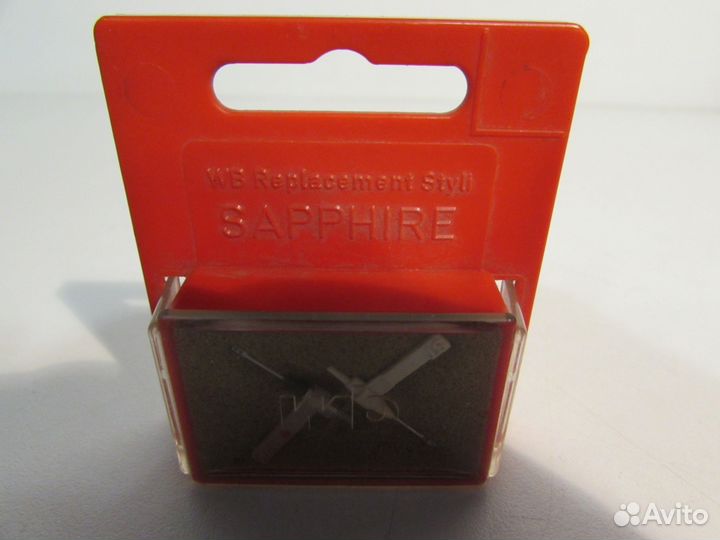 WB Replacement Styli
SAPPHIRE
Avito